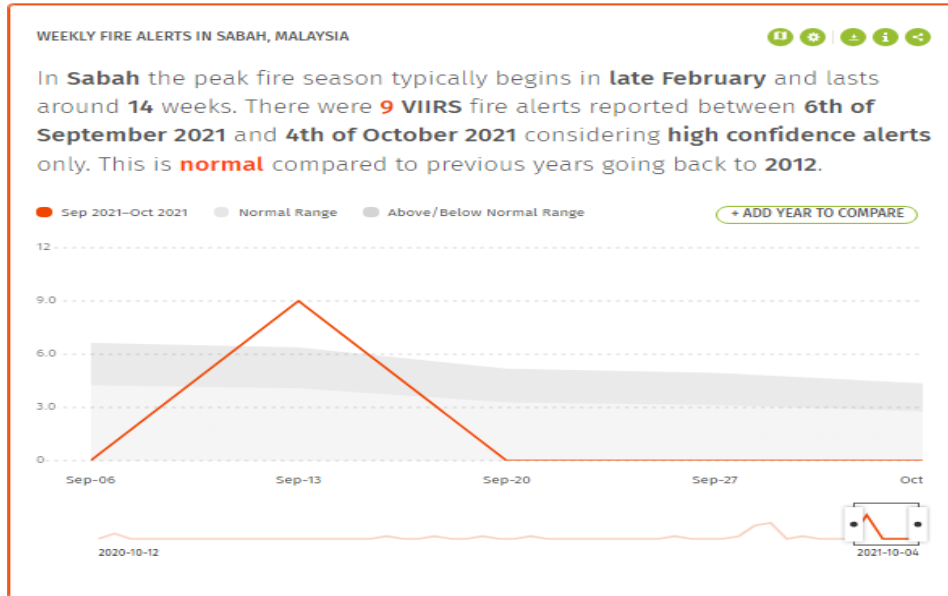 WEEKLY FIRE ALERTS IN SABAH, MALAYSIA
In Sabah the peak fire season typically begins in late February and lasts
around 14 weeks. There were 9 VIIRS fire alerts reported between 6th of
September 2021 and 4th of October 2021 considering high confidence alerts
only. This is normal compared to previous years going back to 2012.
Sep 2021–Oct 2021 Normal Range Above/Below Normal Range + ADD YEAR TO COMPARE
12
9.0
6.0
3.0
0
Sep-06 Sep-13 Sep-20 Sep-27 Oct
2020-10-12 2021-10-04